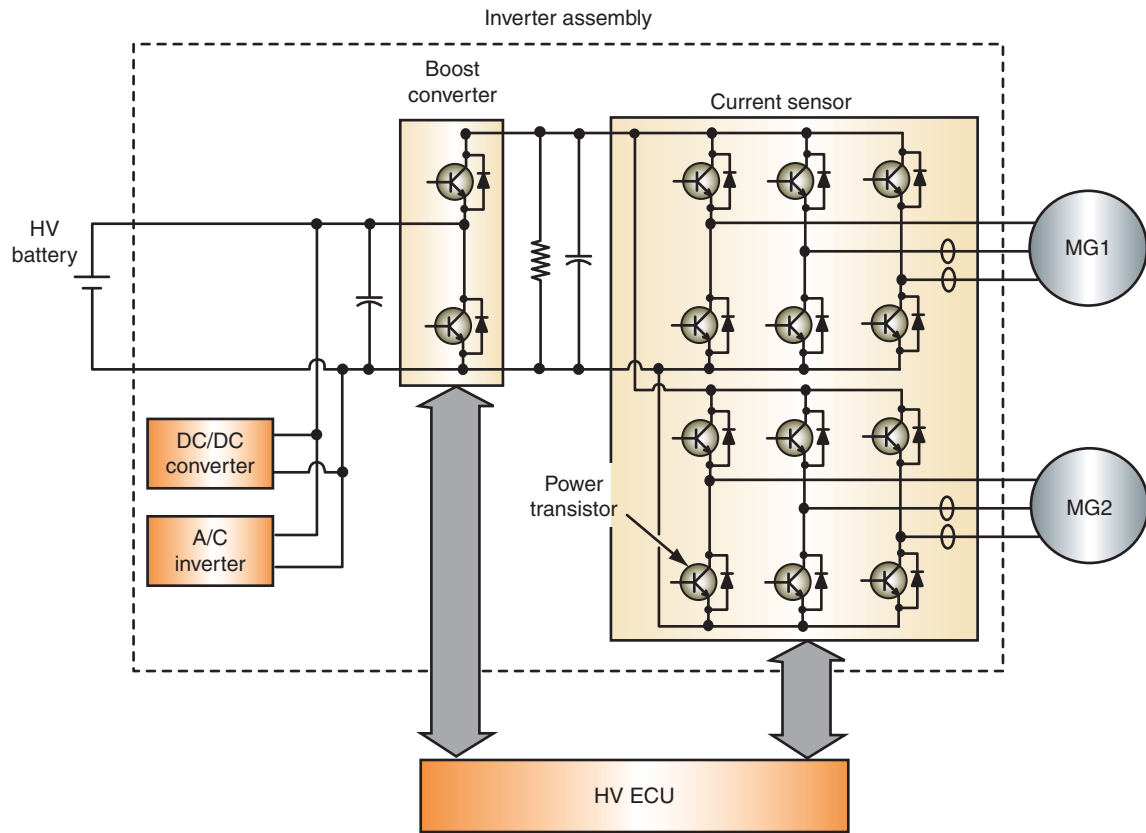 Inverter assembly
Boost
converter
Current sensor
HV
battery
MG1
DC/DC
converter
Power
transistor
MG2
A/C
inverter
HV ECU